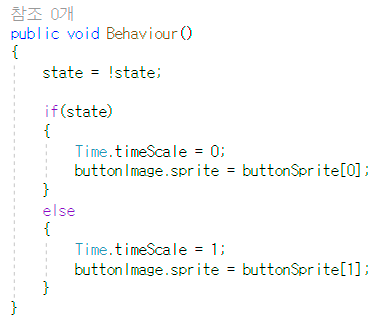 참조 0개
public void Behaviour()
{
state = !state;
if(state)
{
Time.timeScale = 0;
buttonImage.sprite = buttonSprite[0];
}
else
{
Time.timeScale = 1;
buttonImage.sprite = buttonSprite[1];
}
}